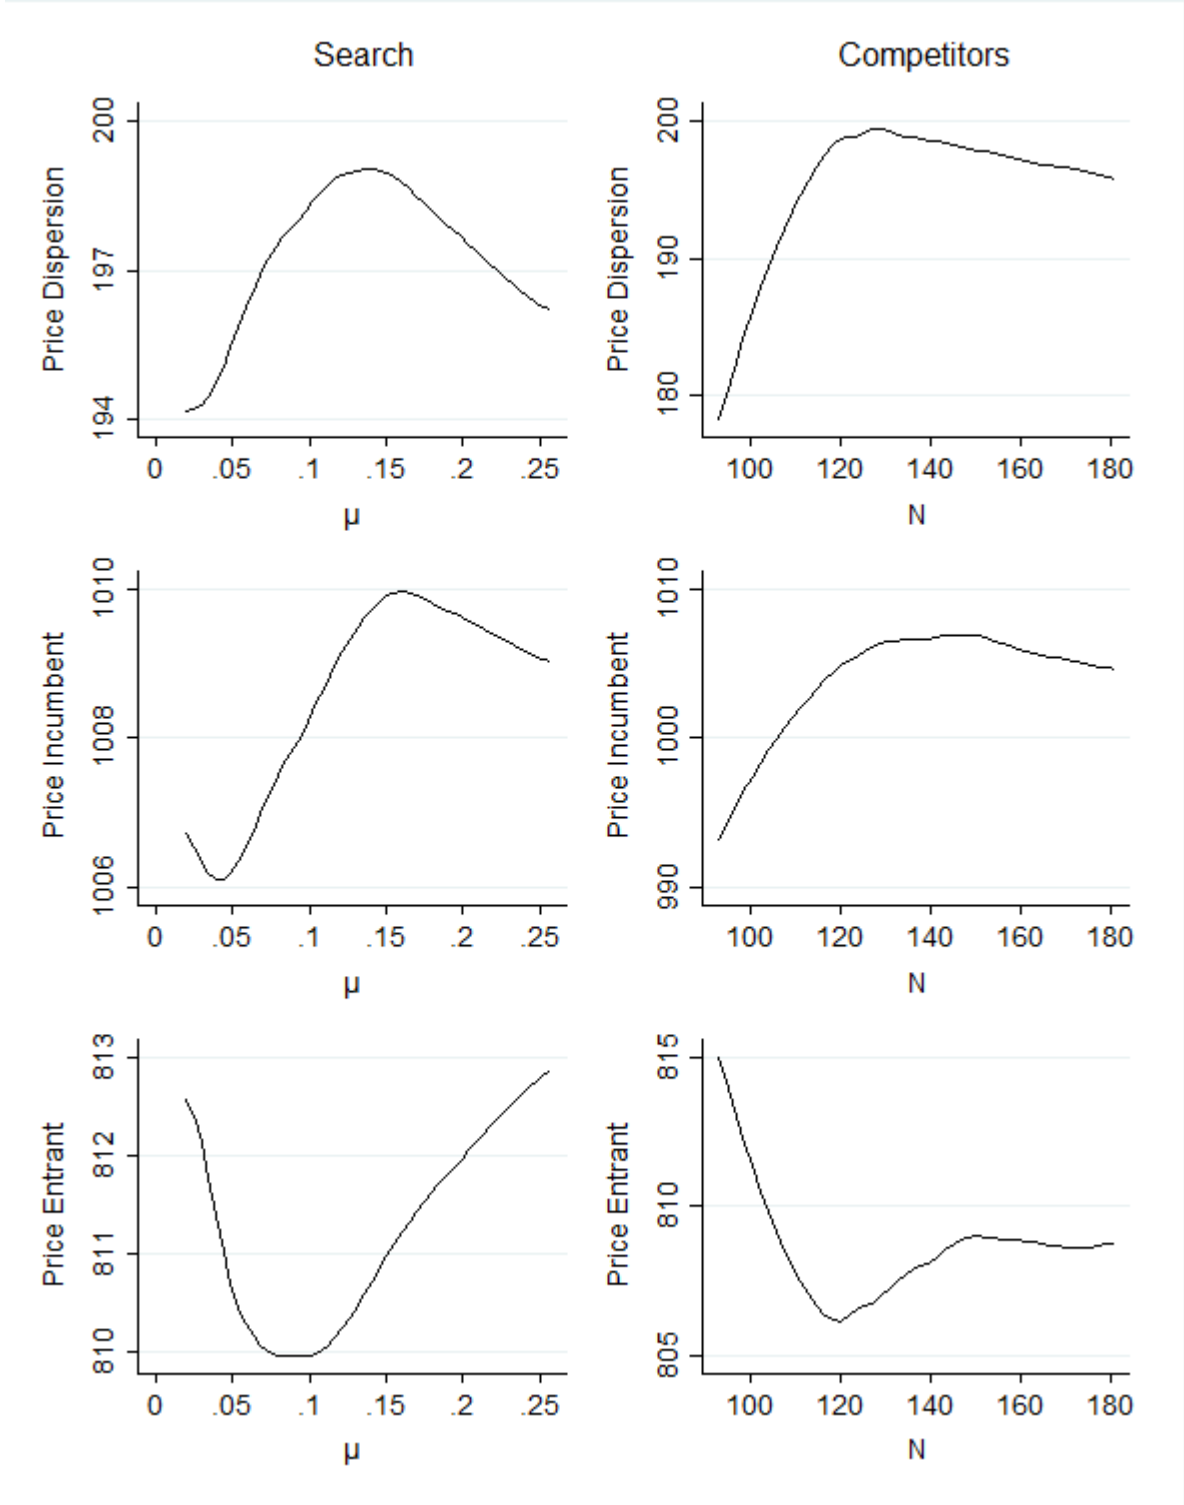 Search
Competitors
Price Dispersion
200
197
194
0 .05 .1 .15 .2 .25
µ
Price Dispersion
200
190
180
100 120 140 160 180
N
Price Incumbent
1010
1008
1006
0 .05 .1 .15 .2 .25
µ
Price Incumbent
1010
1000
990
100 120 140 160 180
N
Price Entrant
813
812
811
810
0 .05 .1 .15 .2 .25
µ
Price Entrant
815
810
805
100 120 140 160 180
N